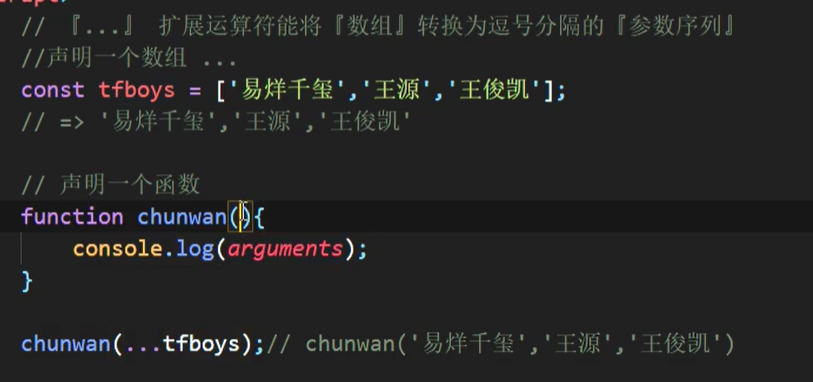 // 『...』 扩展运算符能将『数组』转换为逗号分隔的『参数序列』
//声明一个数组 ...
const tfboys = ['易烊千玺','王源','王俊凯'];
// => '易烊千玺','王源','王俊凯'
// 声明一个函数
function chunwan(){
console.log(arguments);
}
chunwan(...tfboys);// chunwan('易烊千玺','王源','王俊凯')